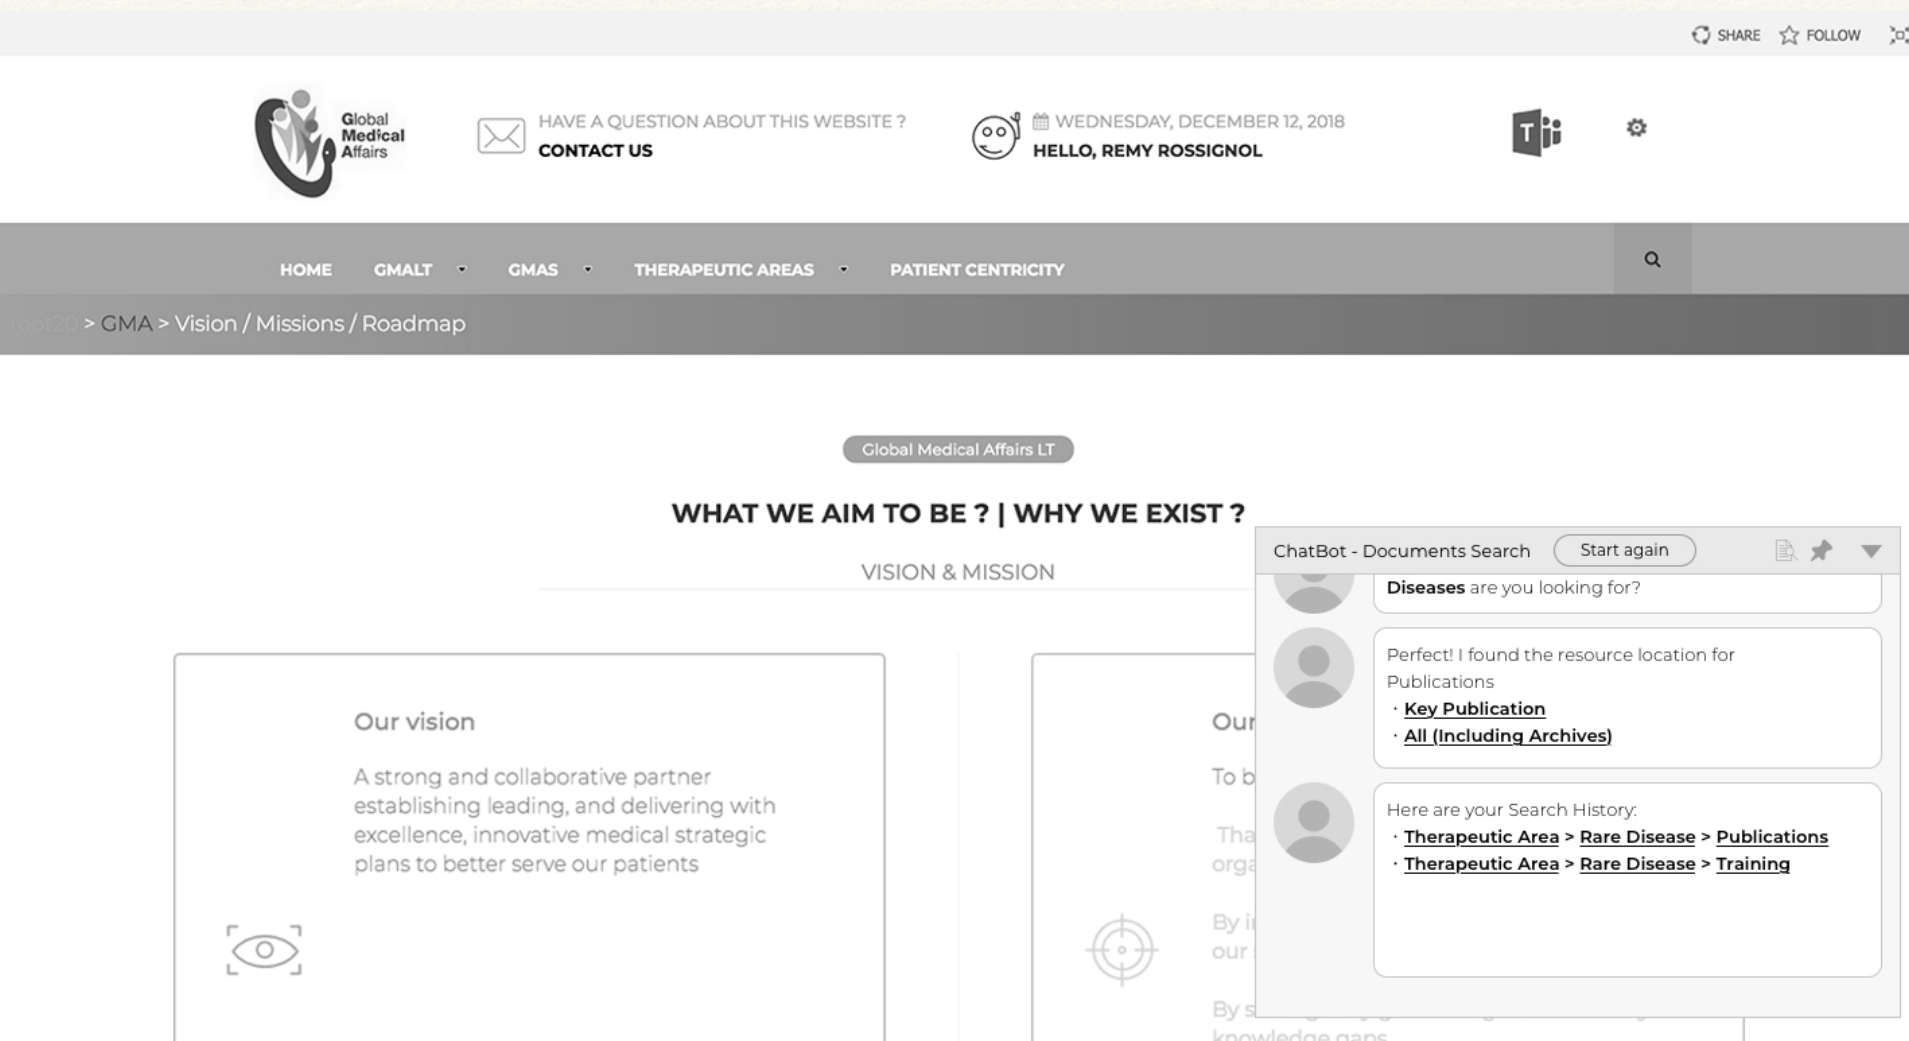 SHARE FOLLOW
Global
Medical
Affairs
HAVE A QUESTION ABOUT THIS WEBSITE ?
CONTACT US
WEDNESDAY, DECEMBER 12, 2018
HELLO, REMY ROSSIGNOL
T
HOME GMALT GMAS THERAPEUTIC AREAS PATIENT CENTRICITY
root20 > GMA > Vision / Missions / Roadmap
Global Medical Affairs LT
WHAT WE AIM TO BE ? | WHY WE EXIST ?
VISION & MISSION
Our vision
A strong and collaborative partner
establishing leading, and delivering with
excellence, innovative medical strategic
plans to better serve our patients
Our
To b
Tha
orga
By i
our
By s
knowledge gaps
ChatBot - Documents Search Start again
Diseases are you looking for?
Perfect! I found the resource location for
Publications
· Key Publication
· All (Including Archives)
Here are your Search History:
· Therapeutic Area > Rare Disease > Publications
· Therapeutic Area > Rare Disease > Training